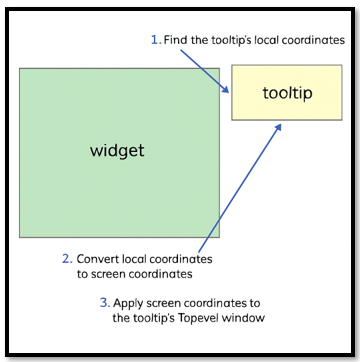 1. Find the tooltip's local coordinates
tooltip
widget
2. Convert local coordinates
to screen coordinates
3. Apply screen coordinates to
the tooltip's Topevel window